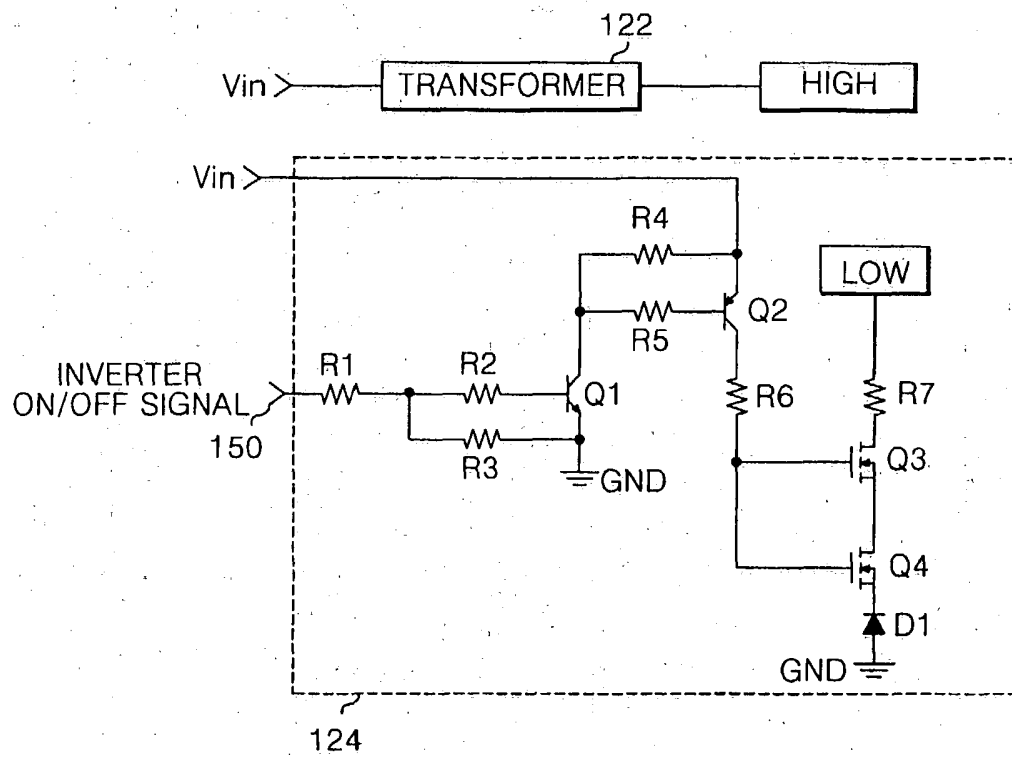 122
Vin
TRANSFORMER
HIGH
Vin
R4
LOW
R5
Q2
INVERTER
ON/OFF SIGNAL
150
R1
R2
Q1
R3
GND
R6
R7
Q3
Q4
D1
GND
124